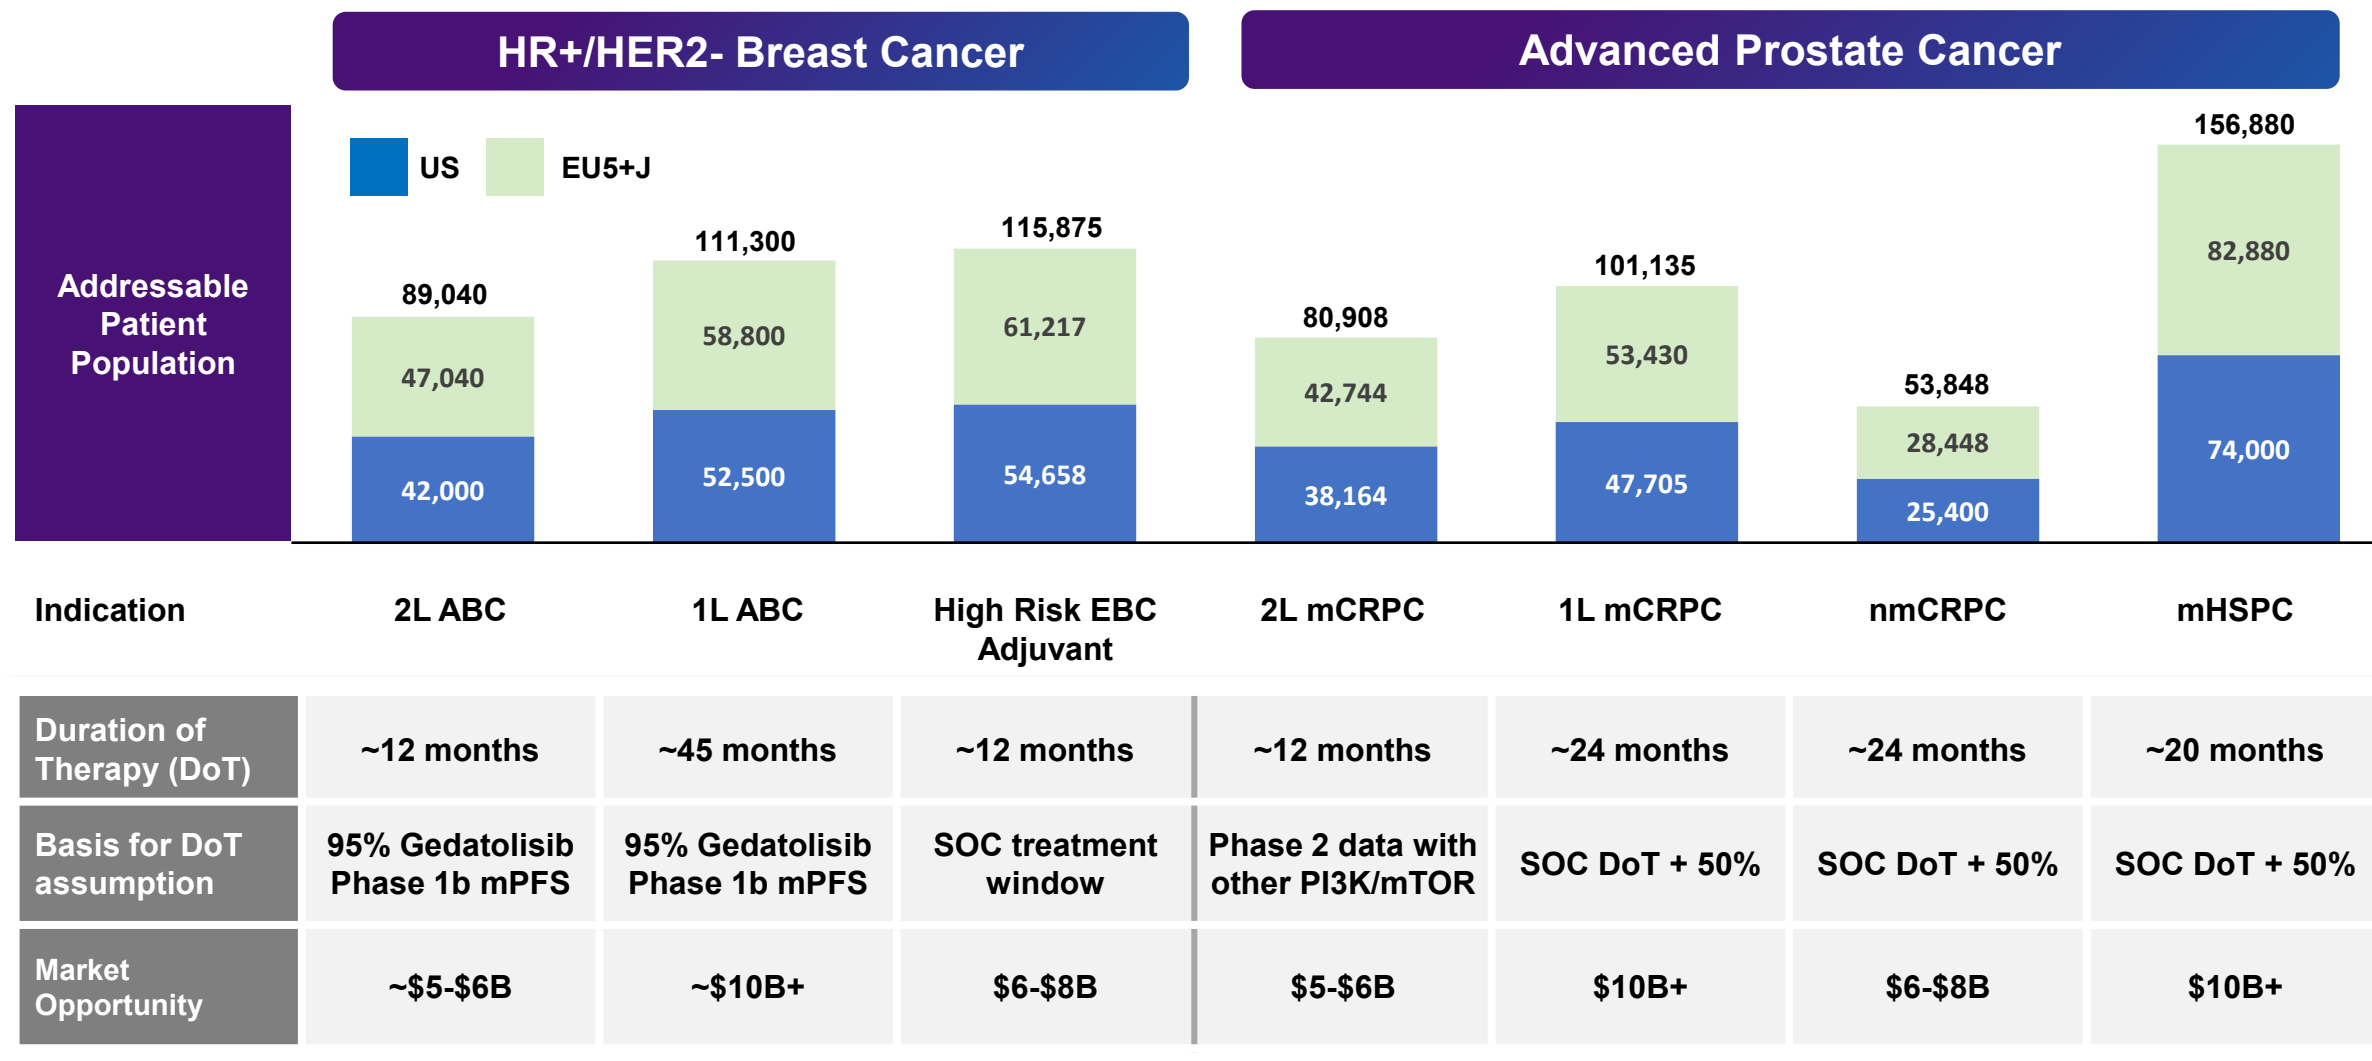 HR+/HER2- Breast Cancer
Advanced Prostate Cancer
US
EU5+J
Addressable
Patient
Population
89,040
47,040
42,000
111,300
58,800
52,500
115,875
61,217
54,658
80,908
42,744
38,164
101,135
53,430
47,705
53,848
28,448
25,400
156,880
82,880
74,000
Indication
2L ABC
1L ABC
High Risk EBC
Adjuvant
2L mCRPC
1L mCRPC
nmCRPC
mHSPC
Duration of
Therapy (DoT)
~12 months
~45 months
~12 months
~12 months
~24 months
~24 months
~20 months
Basis for DoT
assumption
95% Gedatolisib
Phase 1b mPFS
95% Gedatolisib
Phase 1b mPFS
SOC treatment
window
Phase 2 data with
other PI3K/mTOR
SOC DoT + 50%
SOC DoT + 50%
SOC DoT + 50%
Market
Opportunity
~$5-$6B
~$10B+
$6-$8B
$5-$6B
$10B+
$6-$8B
$10B+